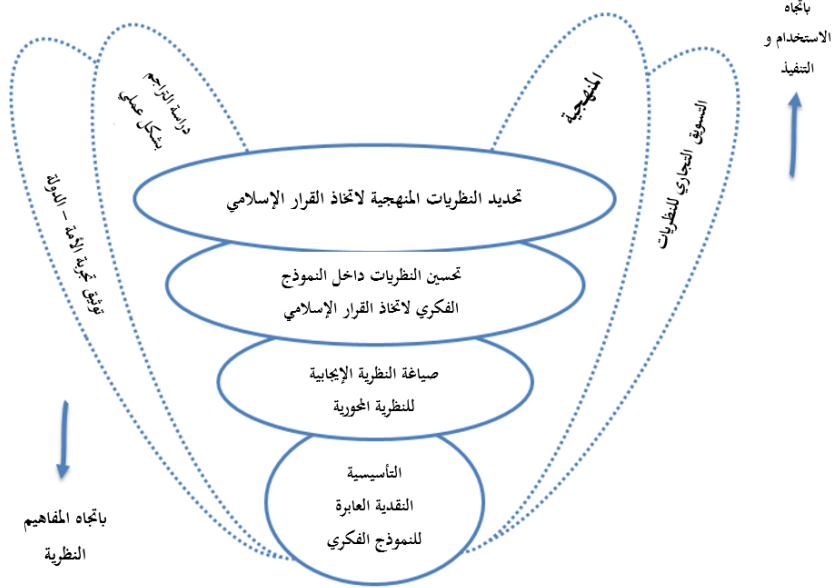 باتجاه
الاستخدام و
التنفيذ
المنهجية
التسويق التجاري للنظريات
دراسة التراجم
بشكل عملي
توثيق تجربة الأمة – الدولة
تحديد النظريات المنهجية لاتخاذ القرار الإسلامي
تحسين النظريات داخل النموذج
الفكري لاتخاذ القرار الإسلامي
صياغة النظرية الإيجابية
للنظرية المحورية
التأسيسية
النقدية العابرة
للنموذج الفكري
باتجاه المفاهيم
النظرية